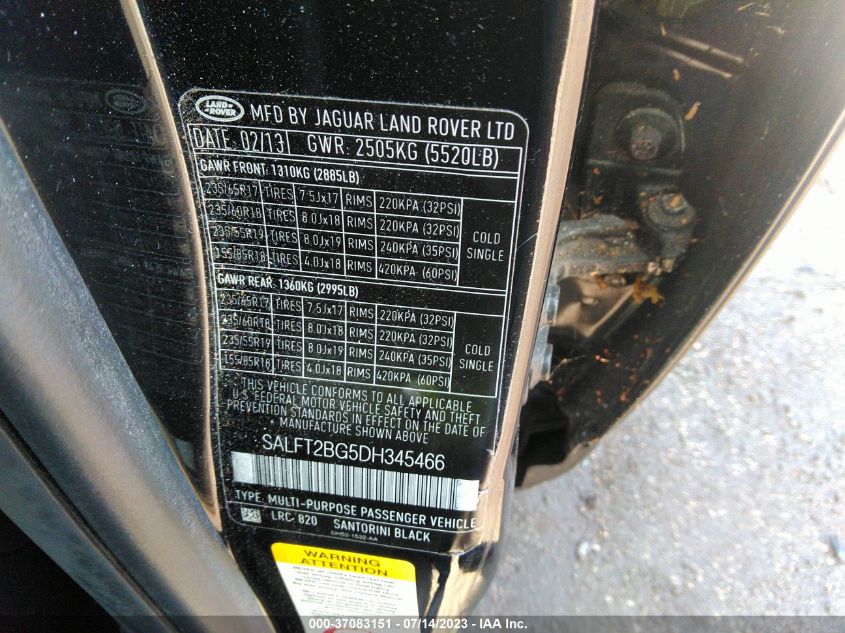 LAND ROVER
MFD BY JAGUAR LAND ROVER LTD
DATE: 02/13 GWR: 2505KG (5520LB)
GAWR FRONT: 1310KG (2885LB)
235/65R17 TIRES 7.5Jx17 RIMS 220KPA (32PSI)
235/60R18 TIRES 8.0Jx18 RIMS 220KPA (32PSI)
235/55R19 TIRES 8.0Jx19 RIMS 240KPA (35PSI)
155/85R18 TIRES 4.0Jx18 RIMS 420KPA (60PSI)
COLD
SINGLE
GAWR REAR: 1360KG (2995LB)
235/65R17 TIRES 7.5Jx17 RIMS 220KPA (32PSI)
235/60R18 TIRES 8.0Jx18 RIMS 220KPA (32PSI)
235/55R19 TIRES 8.0Jx19 RIMS 240KPA (35PSI)
155/85R18 TIRES 4.0Jx18 RIMS 420KPA (60PSI)
COLD
SINGLE
THIS VEHICLE CONFORMS TO ALL APPLICABLE
U.S. FEDERAL MOTOR VEHICLE SAFETY AND THEFT
PREVENTION STANDARDS IN EFFECT ON THE DATE OF
MANUFACTURE SHOWN ABOVE
SALFT2BG5DH345466
TYPE: MULTI-PURPOSE PASSENGER VEHICLE
LRC- 820 SANTORINI BLACK
DH52-1532-AA
WARNING
ATTENTION
000-37083151 - 07/14/2023 - IAA Inc.